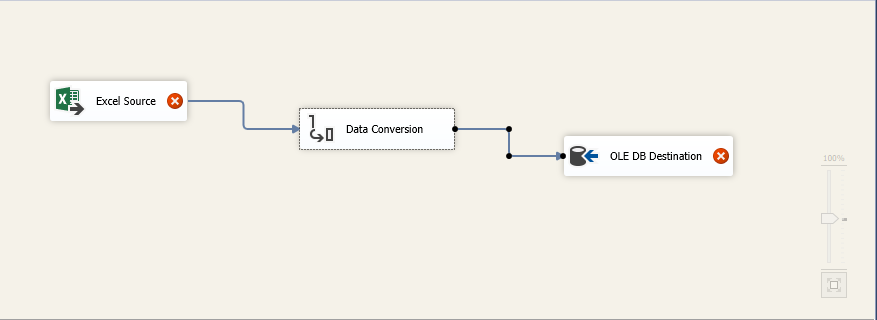 Excel Source
Data Conversion
OLE DB Destination
100%